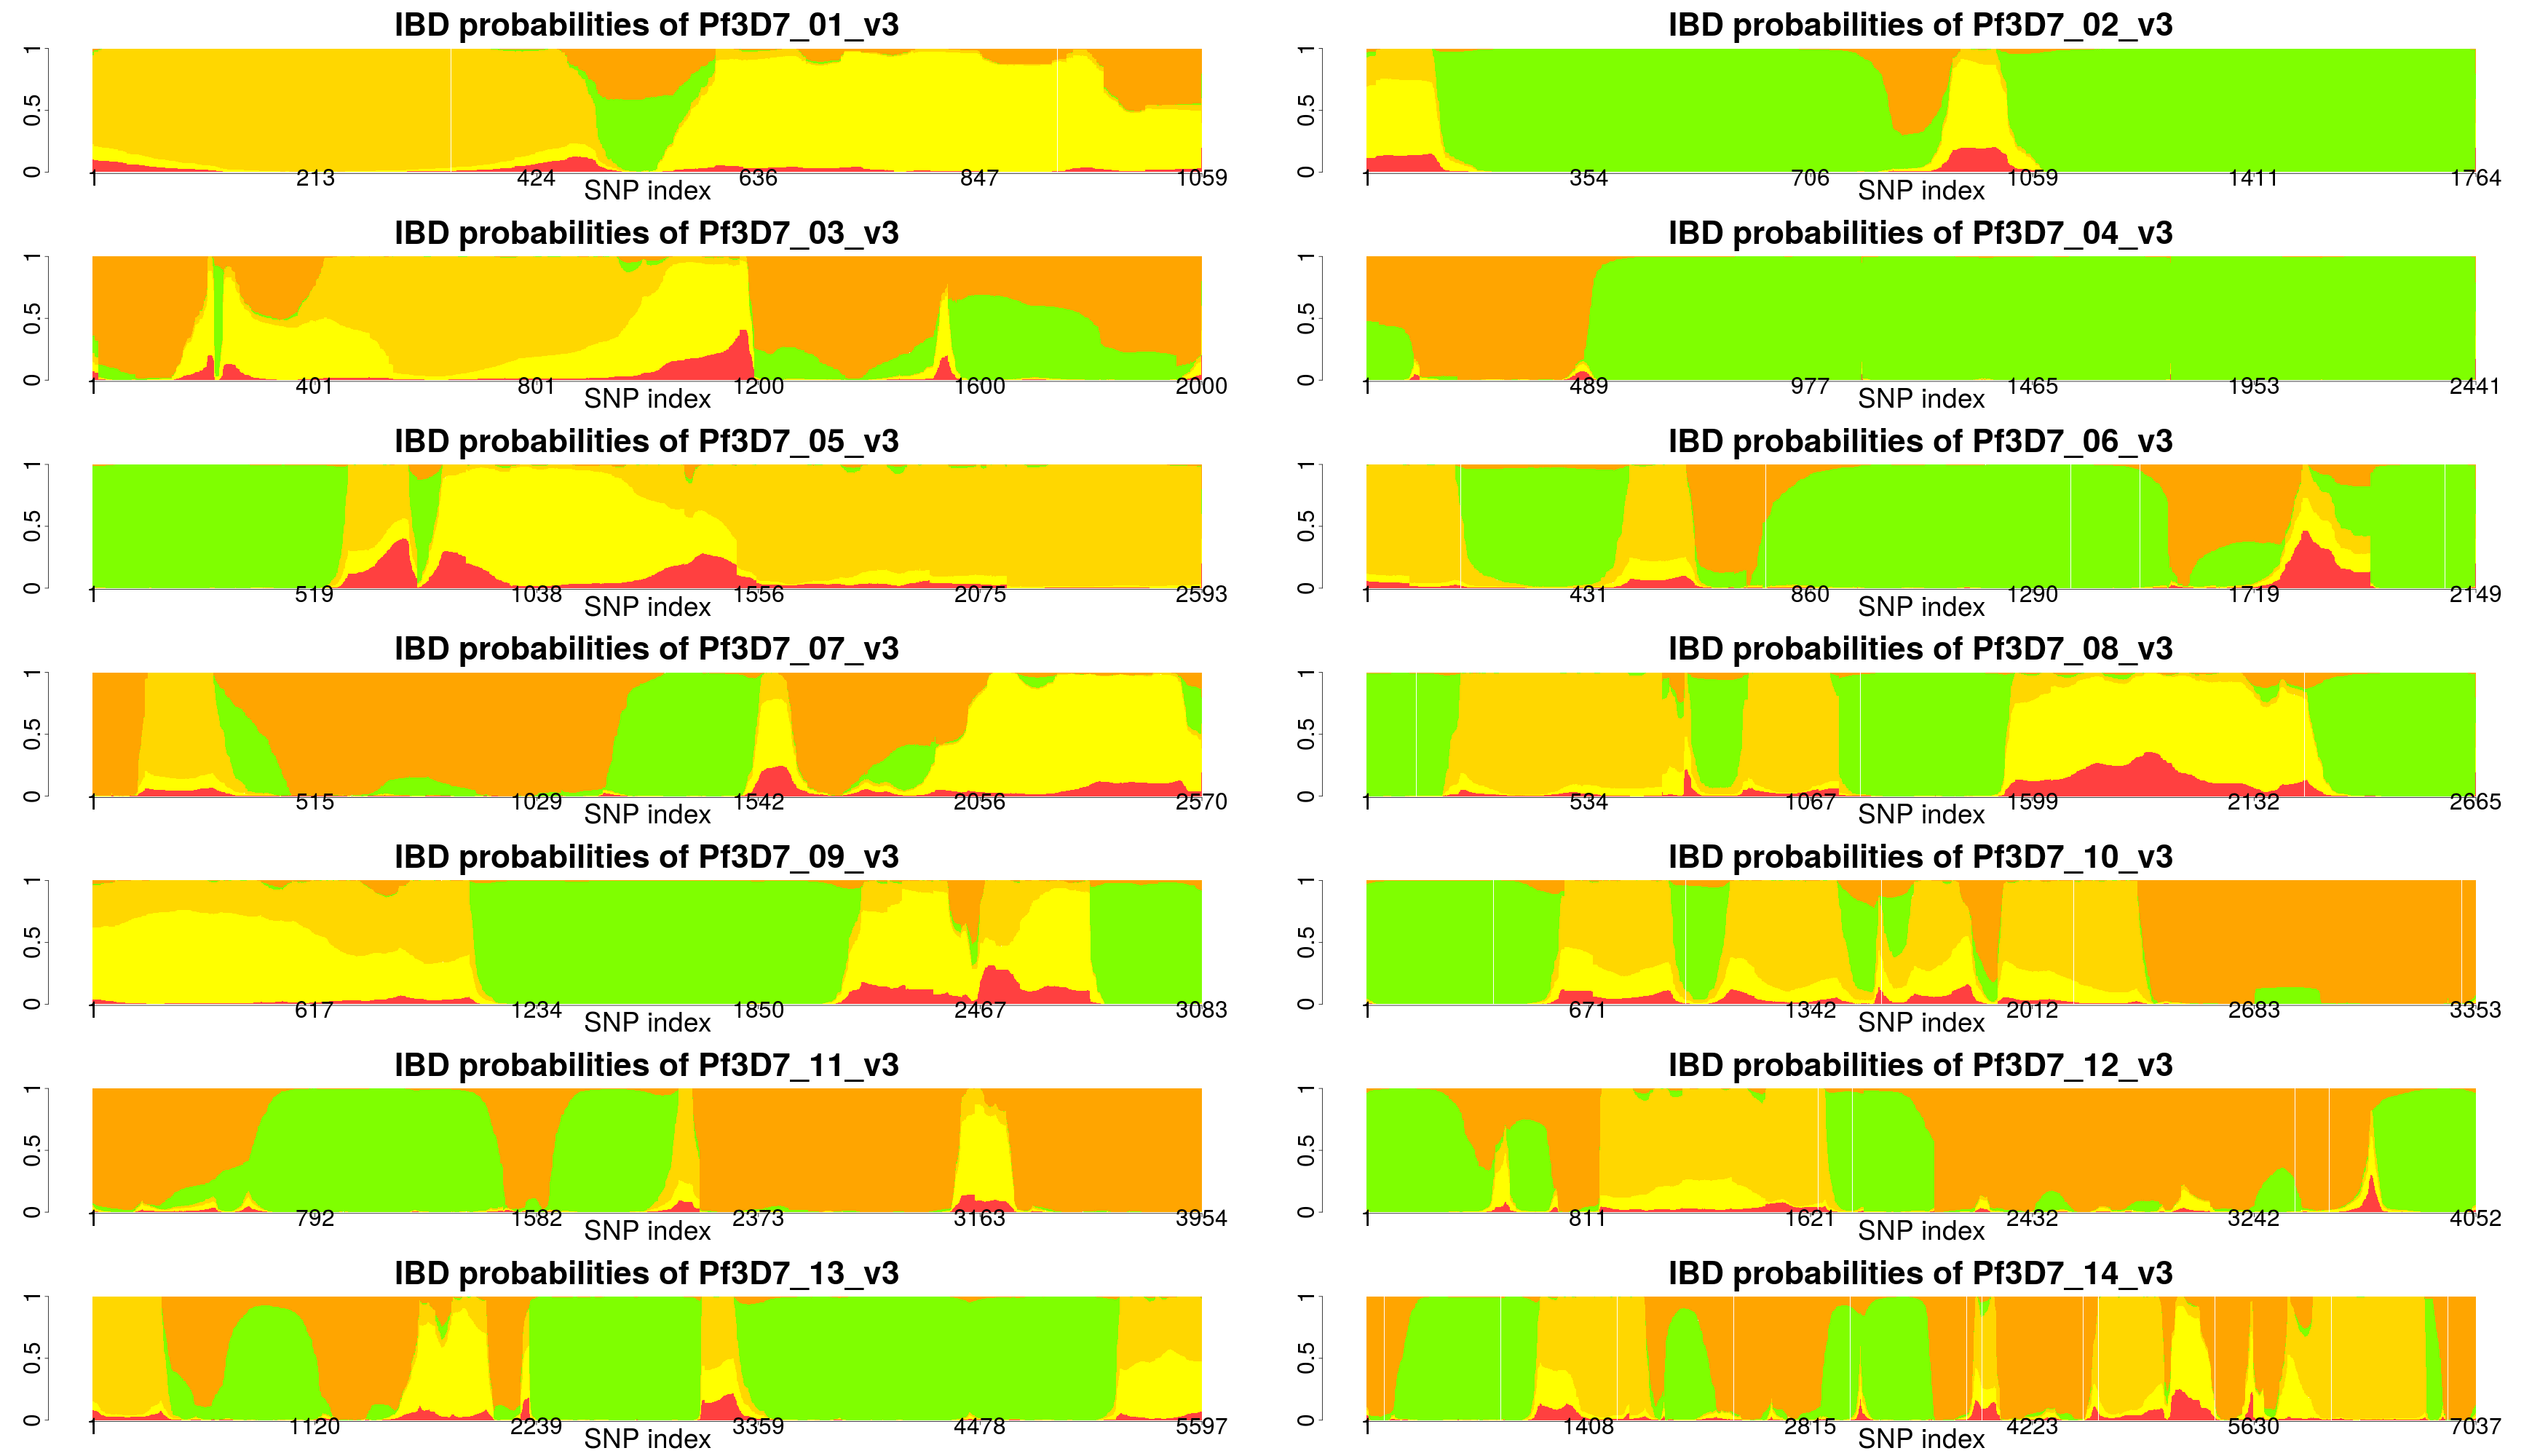 IBD probabilities of Pf3D7_01_v3
0 0.5 1
1 213 424 636 847 1059
SNP index
IBD probabilities of Pf3D7_02_v3
0 0.5 1
1 354 706 1059 1411 1764
SNP index
IBD probabilities of Pf3D7_03_v3
0 0.5 1
1 401 801 1200 1600 2000
SNP index
IBD probabilities of Pf3D7_04_v3
0 0.5 1
1 489 977 1465 1953 2441
SNP index
IBD probabilities of Pf3D7_05_v3
0 0.5 1
1 519 1038 1556 2075 2593
SNP index
IBD probabilities of Pf3D7_06_v3
0 0.5 1
1 431 860 1290 1719 2149
SNP index
IBD probabilities of Pf3D7_07_v3
0 0.5 1
1 515 1029 1542 2056 2570
SNP index
IBD probabilities of Pf3D7_08_v3
0 0.5 1
1 534 1067 1599 2132 2665
SNP index
IBD probabilities of Pf3D7_09_v3
0 0.5 1
1 617 1234 1850 2467 3083
SNP index
IBD probabilities of Pf3D7_10_v3
0 0.5 1
1 671 1342 2012 2683 3353
SNP index
IBD probabilities of Pf3D7_11_v3
0 0.5 1
1 792 1582 2373 3163 3954
SNP index
IBD probabilities of Pf3D7_12_v3
0 0.5 1
1 811 1621 2432 3242 4052
SNP index
IBD probabilities of Pf3D7_13_v3
0 0.5 1
1 1120 2239 3359 4478 5597
SNP index
IBD probabilities of Pf3D7_14_v3
0 0.5 1
1 1408 2815 4223 5630 7037
SNP index